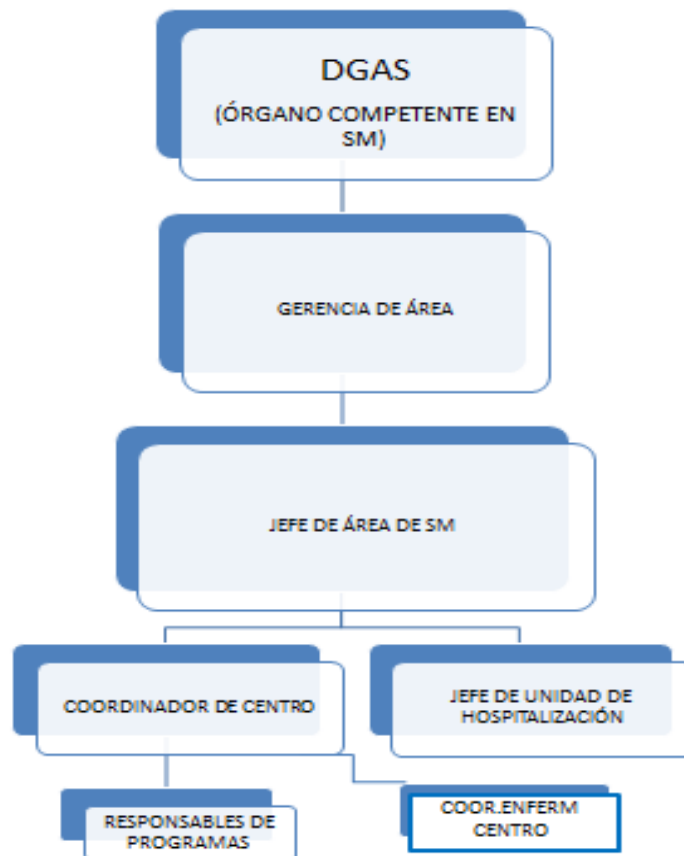 DGAS
(ÓRGANO COMPETENTE EN
SM)
GERENCIA DE ÁREA
JEFE DE ÁREA DE SM
COORDINADOR DE CENTRO
JEFE DE UNIDAD DE
HOSPITALIZACIÓN
RESPONSABLES DE
PROGRAMAS
COOR.ENFERM
CENTRO